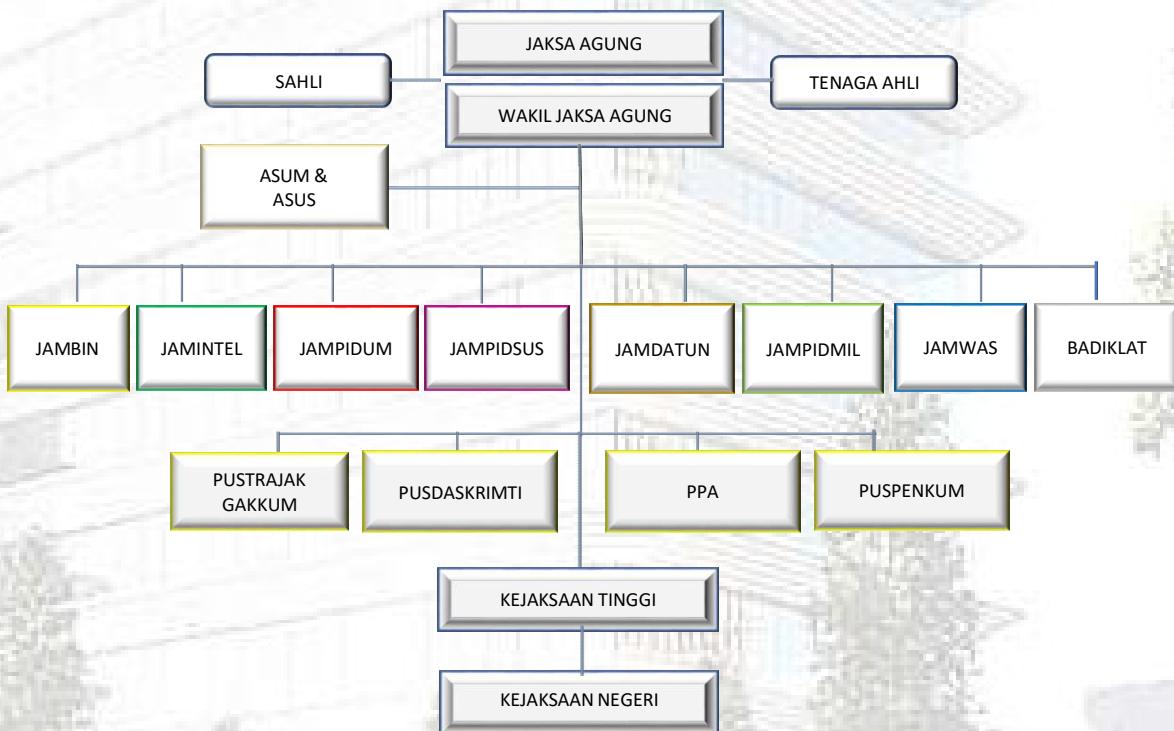 JAKSA AGUNG
SAHLI
TENAGA AHLI
WAKIL JAKSA AGUNG
ASUM &
ASUS
JAMBIN
JAMINTEL
JAMPIDUM
JAMPIDSUS
JAMDATUN
JAMPIDMIL
JAMWAS
BADIKLAT
PUSTRAJAK
GAKKUM
PUSDASKRIMTI
PPA
PUSPENKUM
KEJAKSAAN TINGGI
KEJAKSAAN NEGERI